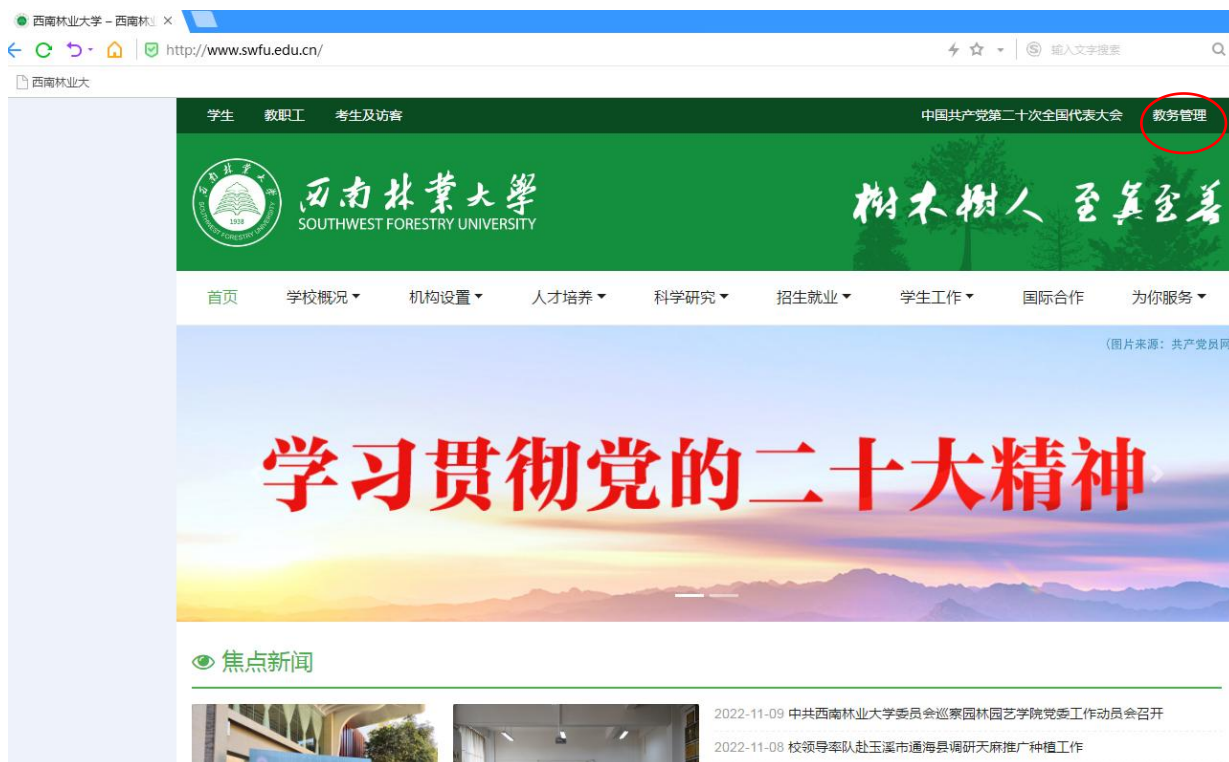 西南林业大学 – 西南林业
http://www.swfu.edu.cn/
输入文字搜索
西南林业大
学生 教职工 考生及访客 中国共产党第二十次全国代表大会 教务管理
西南林業大學
SOUTHWEST FORESTRY UNIVERSITY
1938
樹木樹人 至真至善
首页 学校概况 机构设置 人才培养 科学研究 招生就业 学生工作 国际合作 为你服务
（图片来源：共产党员网
学习贯彻党的二十大精神
焦点新闻
2022-11-09 中共西南林业大学委员会巡察园林园艺学院党委工作动员会召开
2022-11-08 校领导率队赴玉溪市通海县调研天麻推广种植工作